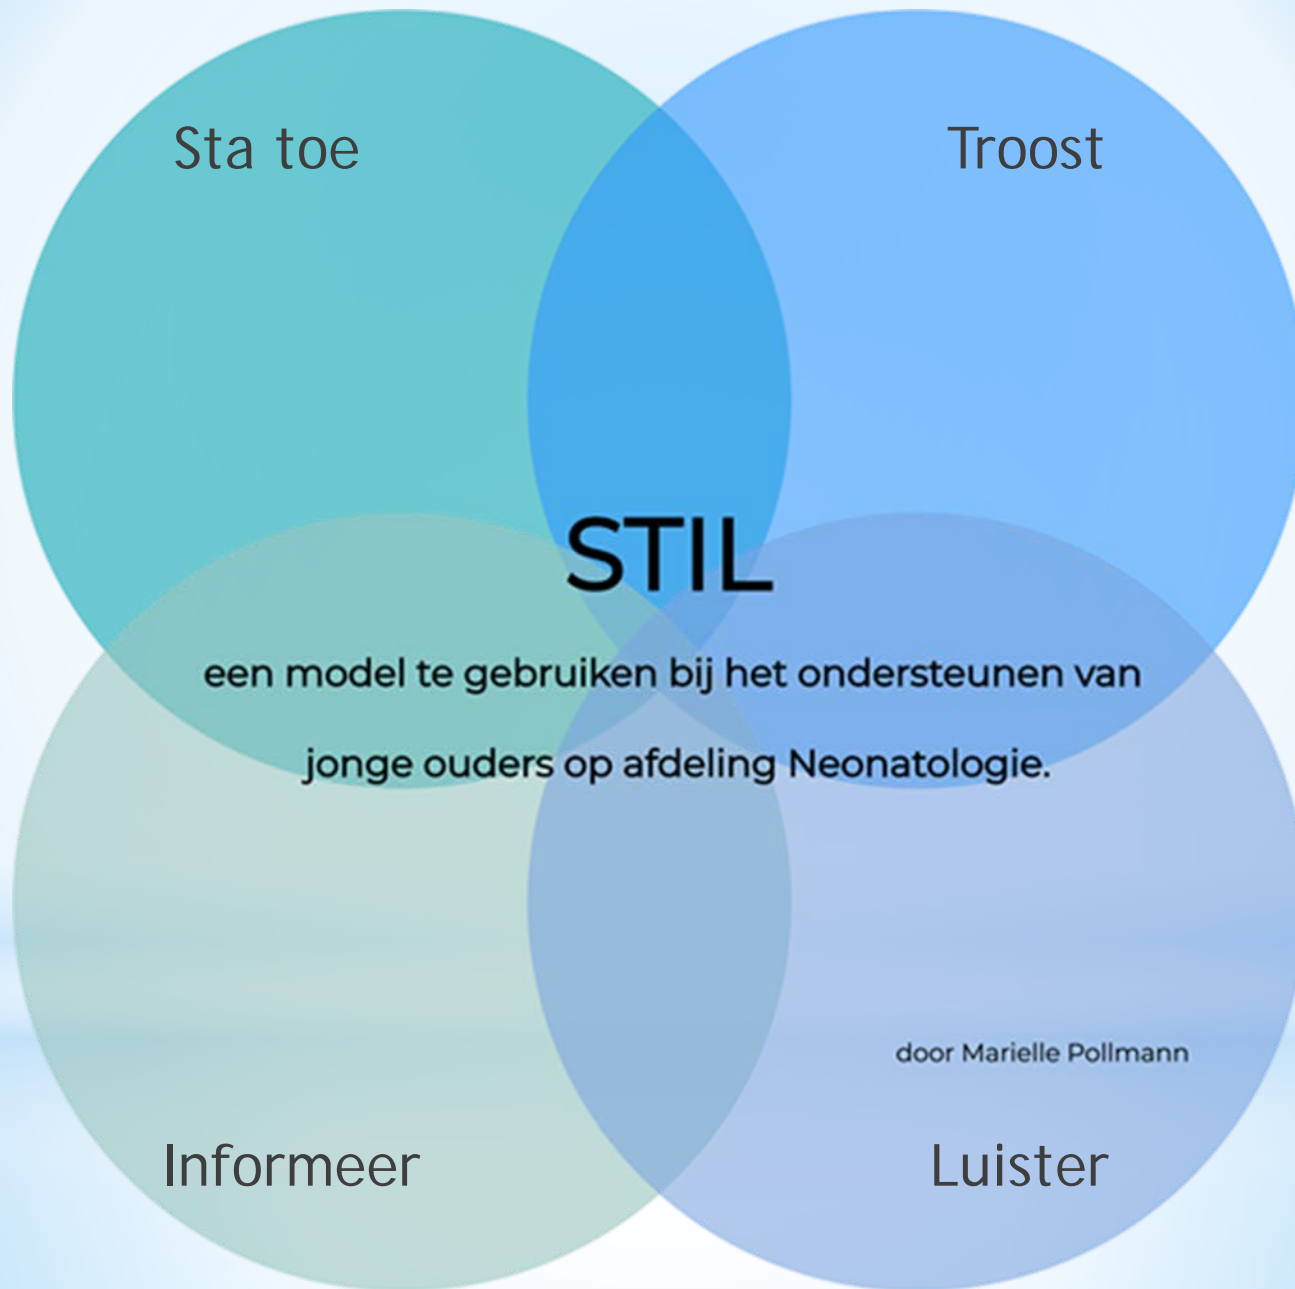 Sta toe
Troost
STIL
een model te gebruiken bij het ondersteunen van
jonge ouders op afdeling Neonatologie.
door Marielle Pollmann
Informeer
Luister